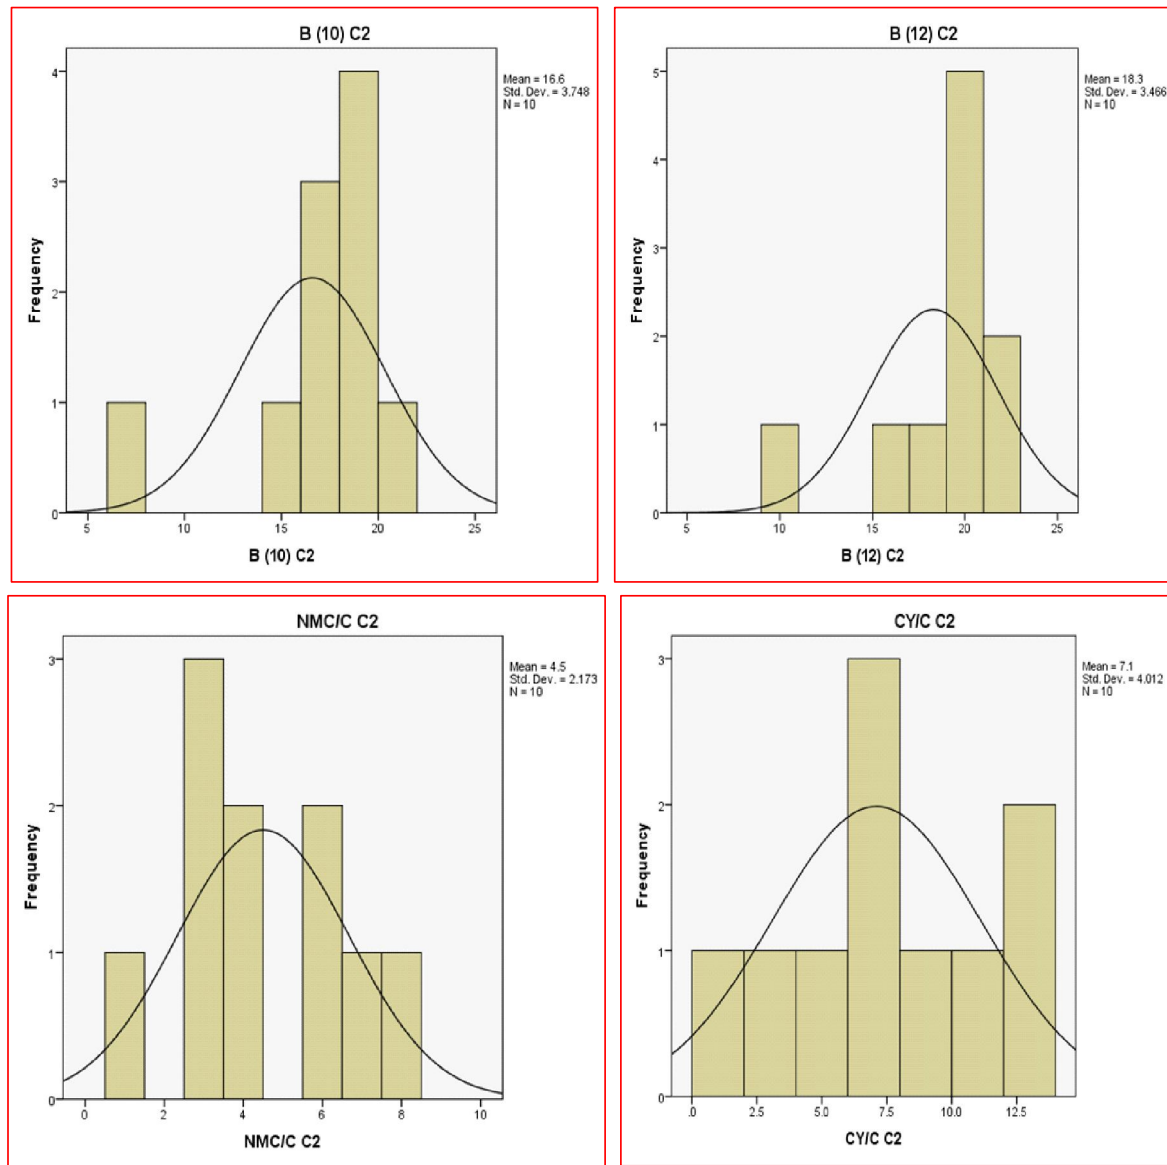 B (10) C2
Mean = 16.6
Std. Dev. = 3.748
N = 10
4
3
2
1
0
Frequency
5 10 15 20 25
B (10) C2
B (12) C2
Mean = 18.3
Std. Dev. = 3.466
N = 10
5
4
3
2
1
0
Frequency
5 10 15 20 25
B (12) C2
NMC/C C2
Mean = 4.5
Std. Dev. = 2.173
N = 10
3
2
1
0
Frequency
0 2 4 6 8 10
NMC/C C2
CY/C C2
Mean = 7.1
Std. Dev. = 4.012
N = 10
3
2
1
0
Frequency
.0 2.5 5.0 7.5 10.0 12.5
CY/C C2